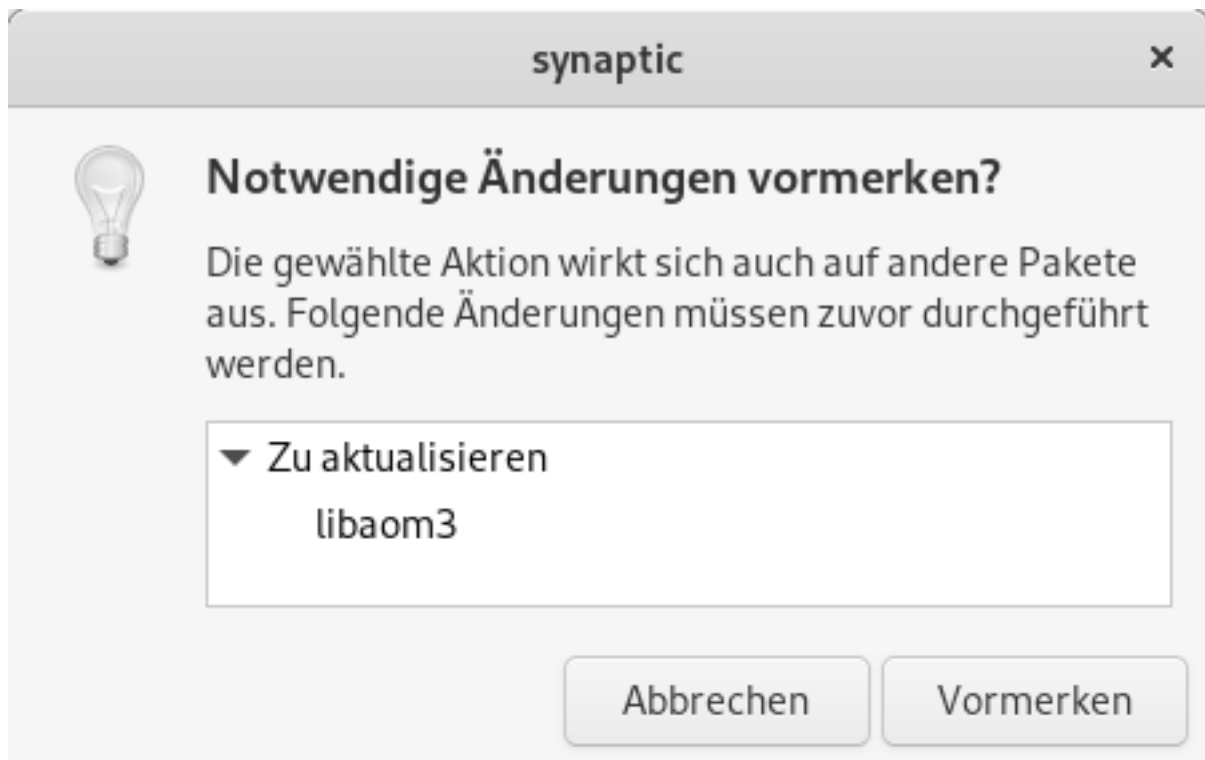 synaptic
Notwendige Änderungen vormerken?
Die gewählte Aktion wirkt sich auch auf andere Pakete
aus. Folgende Änderungen müssen zuvor durchgeführt
werden.
Zu aktualisieren
libaom3
Abbrechen
Vormerken